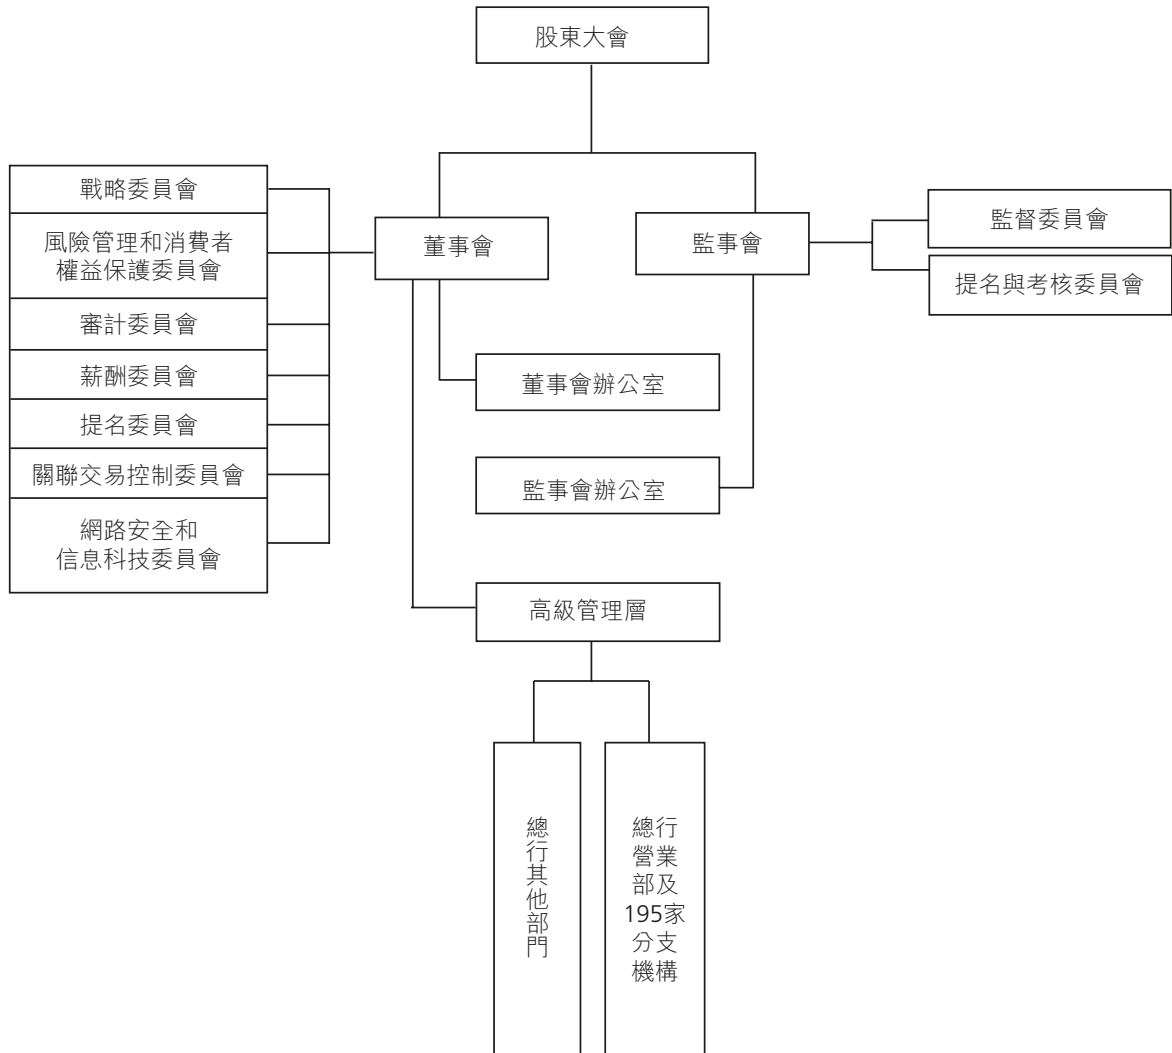 股東大會
戰略委員會
風險管理和消費者
權益保護委員會
審計委員會
薪酬委員會
提名委員會
關聯交易控制委員會
網路安全和
信息科技委員會
董事會
監事會
監督委員會
提名與考核委員會
董事會辦公室
監事會辦公室
高級管理層
總行其他部門
總行
營業
部及
195家
分支
機構